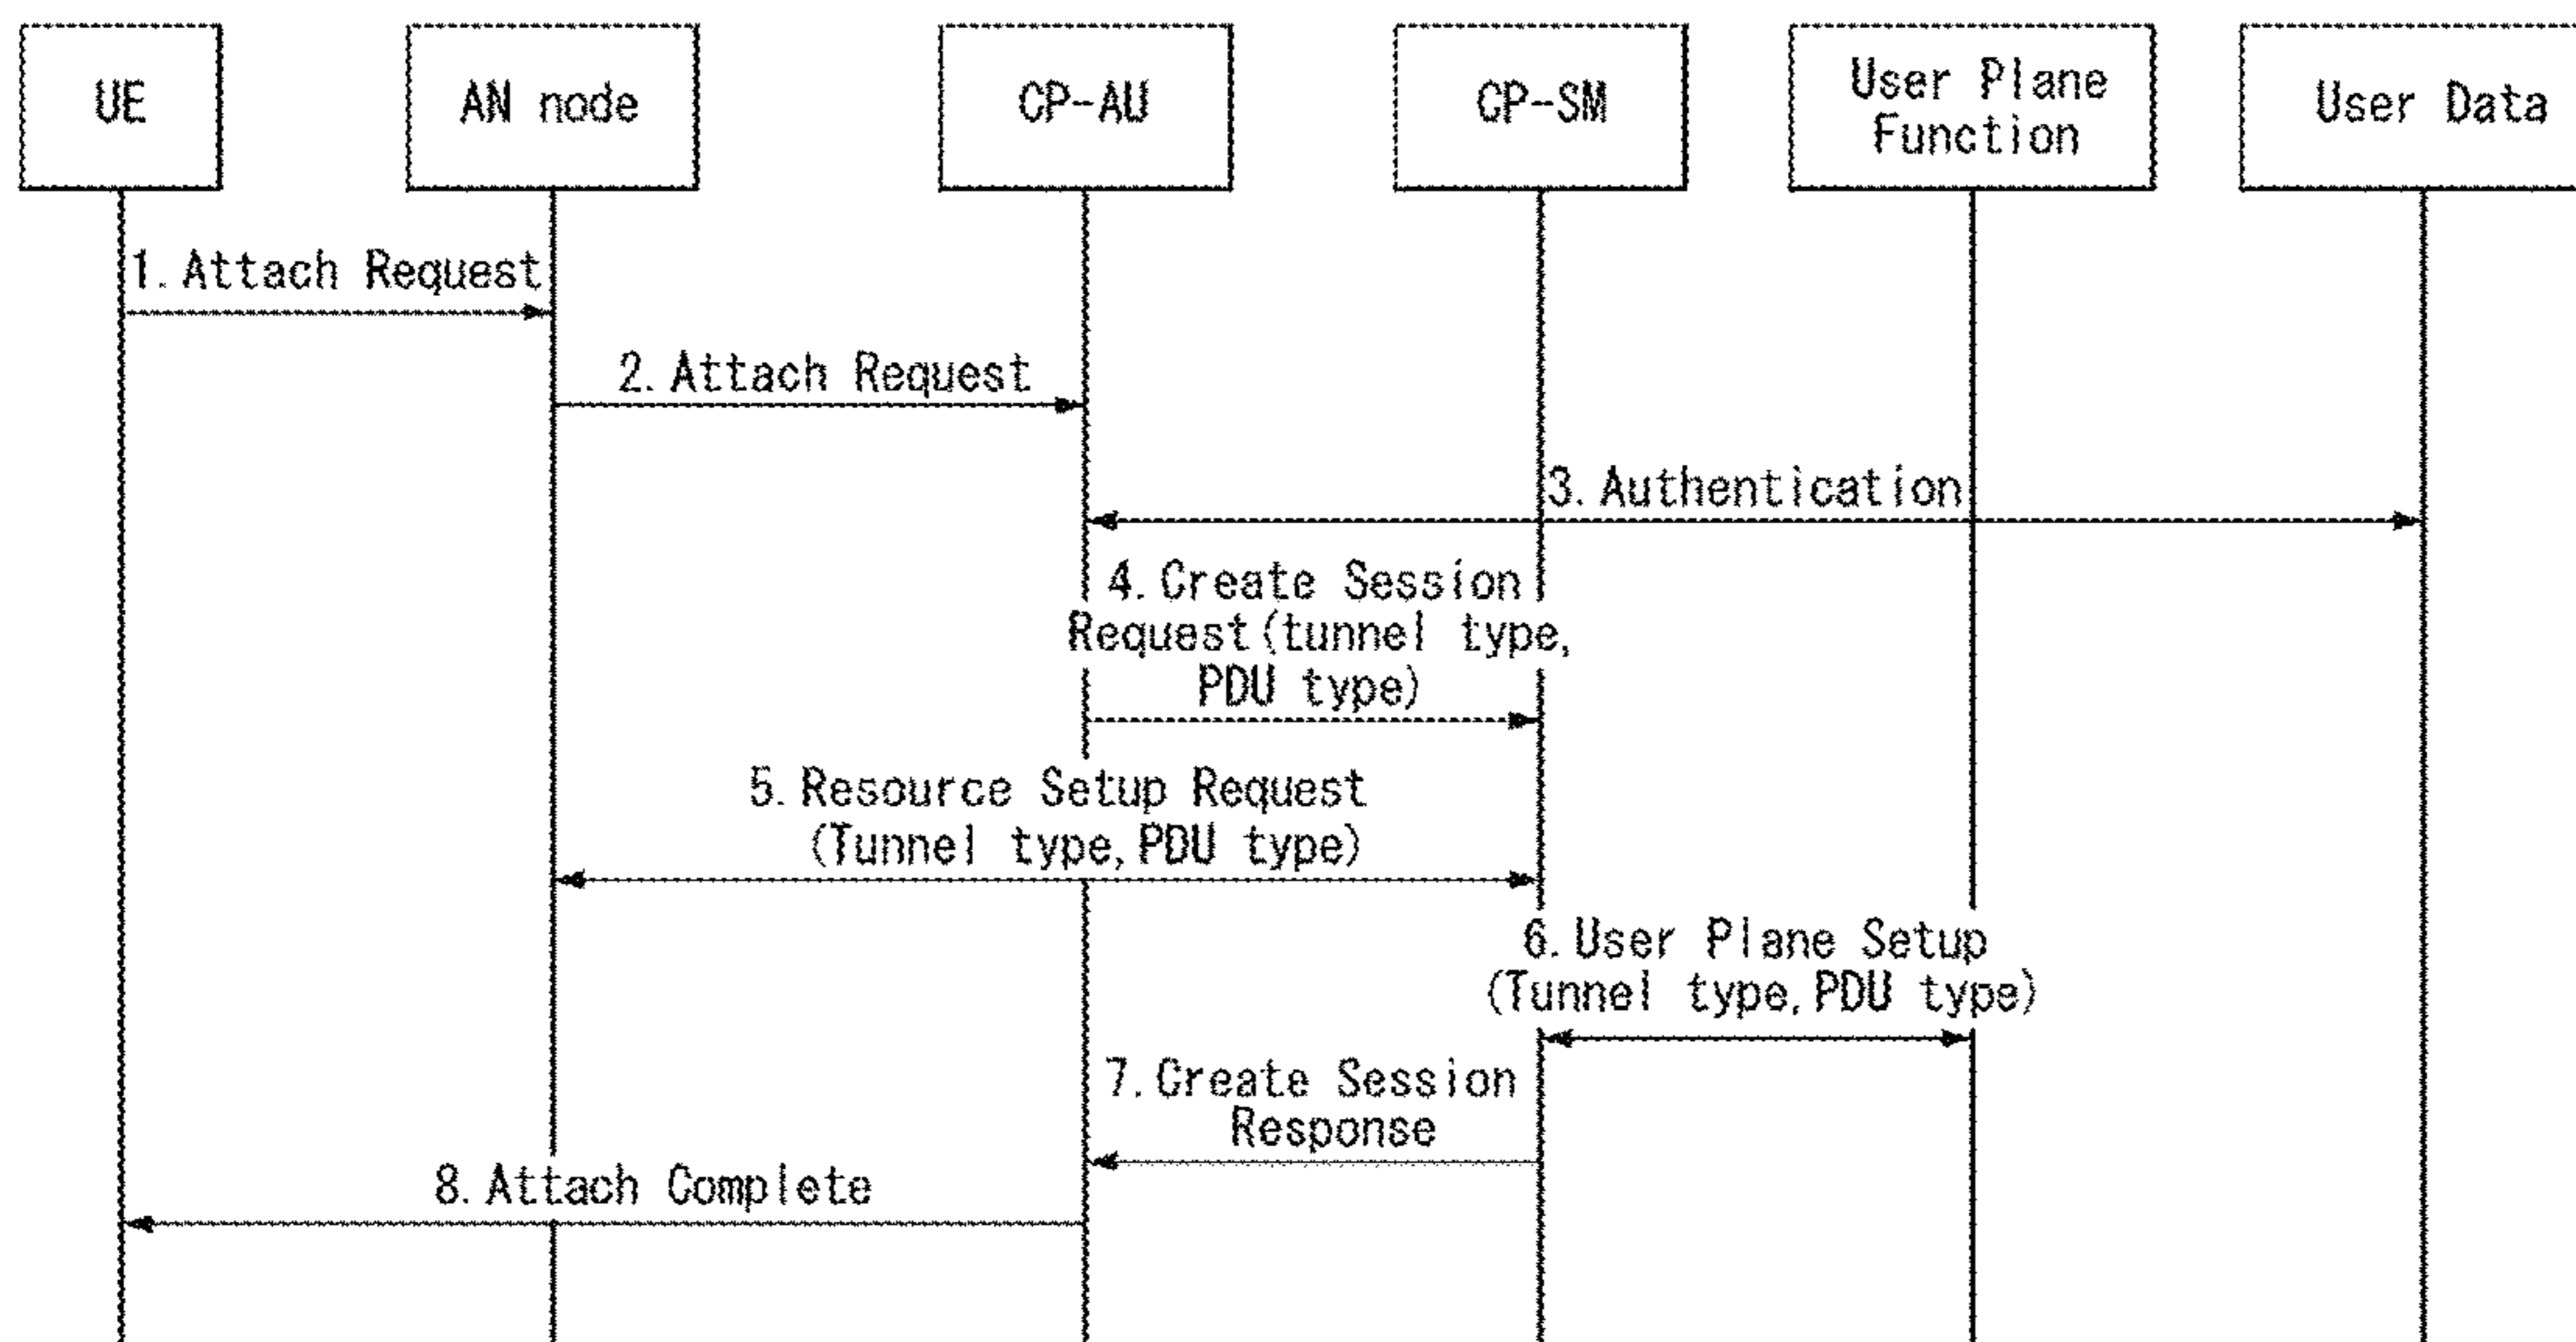 UE
AN node
CP-AU
CP-SM
User Plane
Function
User Data
1. Attach Request
2. Attach Request
3. Authentication
4. Create Session
Request(tunnel type,
PDU type)
5. Resource Setup Request
(Tunnel type, PDU type)
6. User Plane Setup
(Tunnel type, PDU type)
7. Create Session
Response
8. Attach Complete